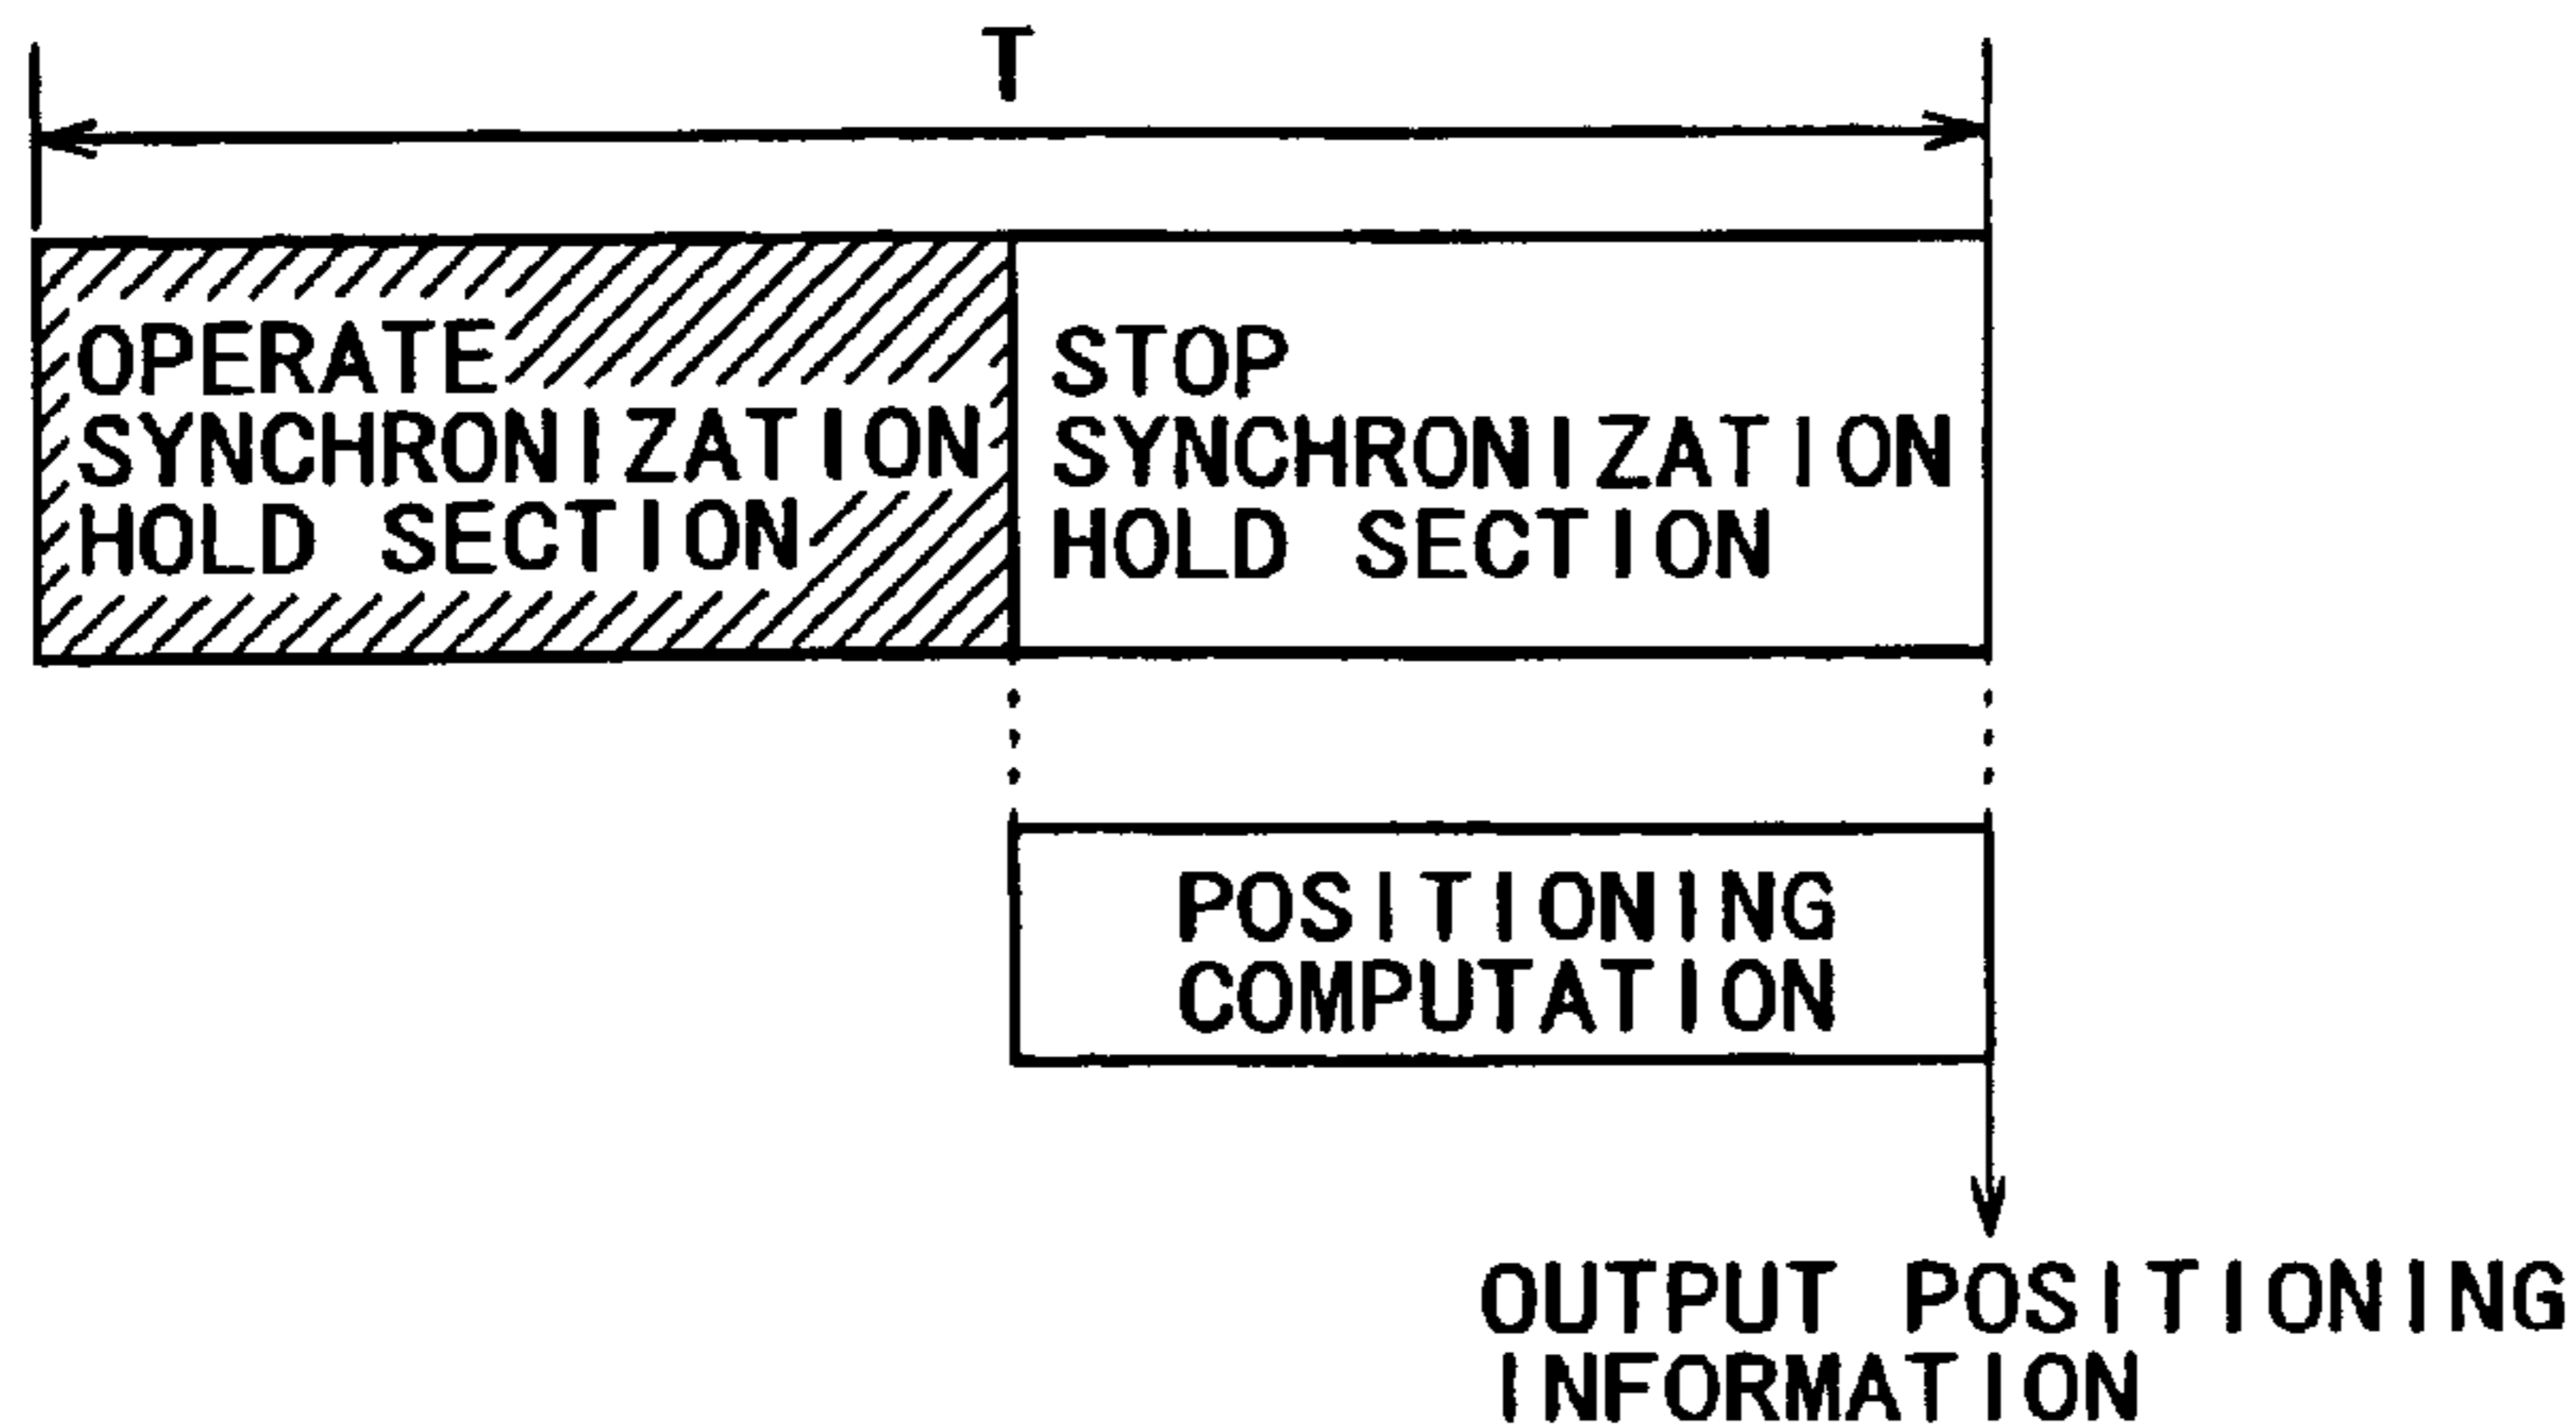 T
OPERATE
SYNCHRONIZATION
HOLD SECTION
STOP
SYNCHRONIZATION
HOLD SECTION
POSITIONING
COMPUTATION
OUTPUT POSITIONING
INFORMATION